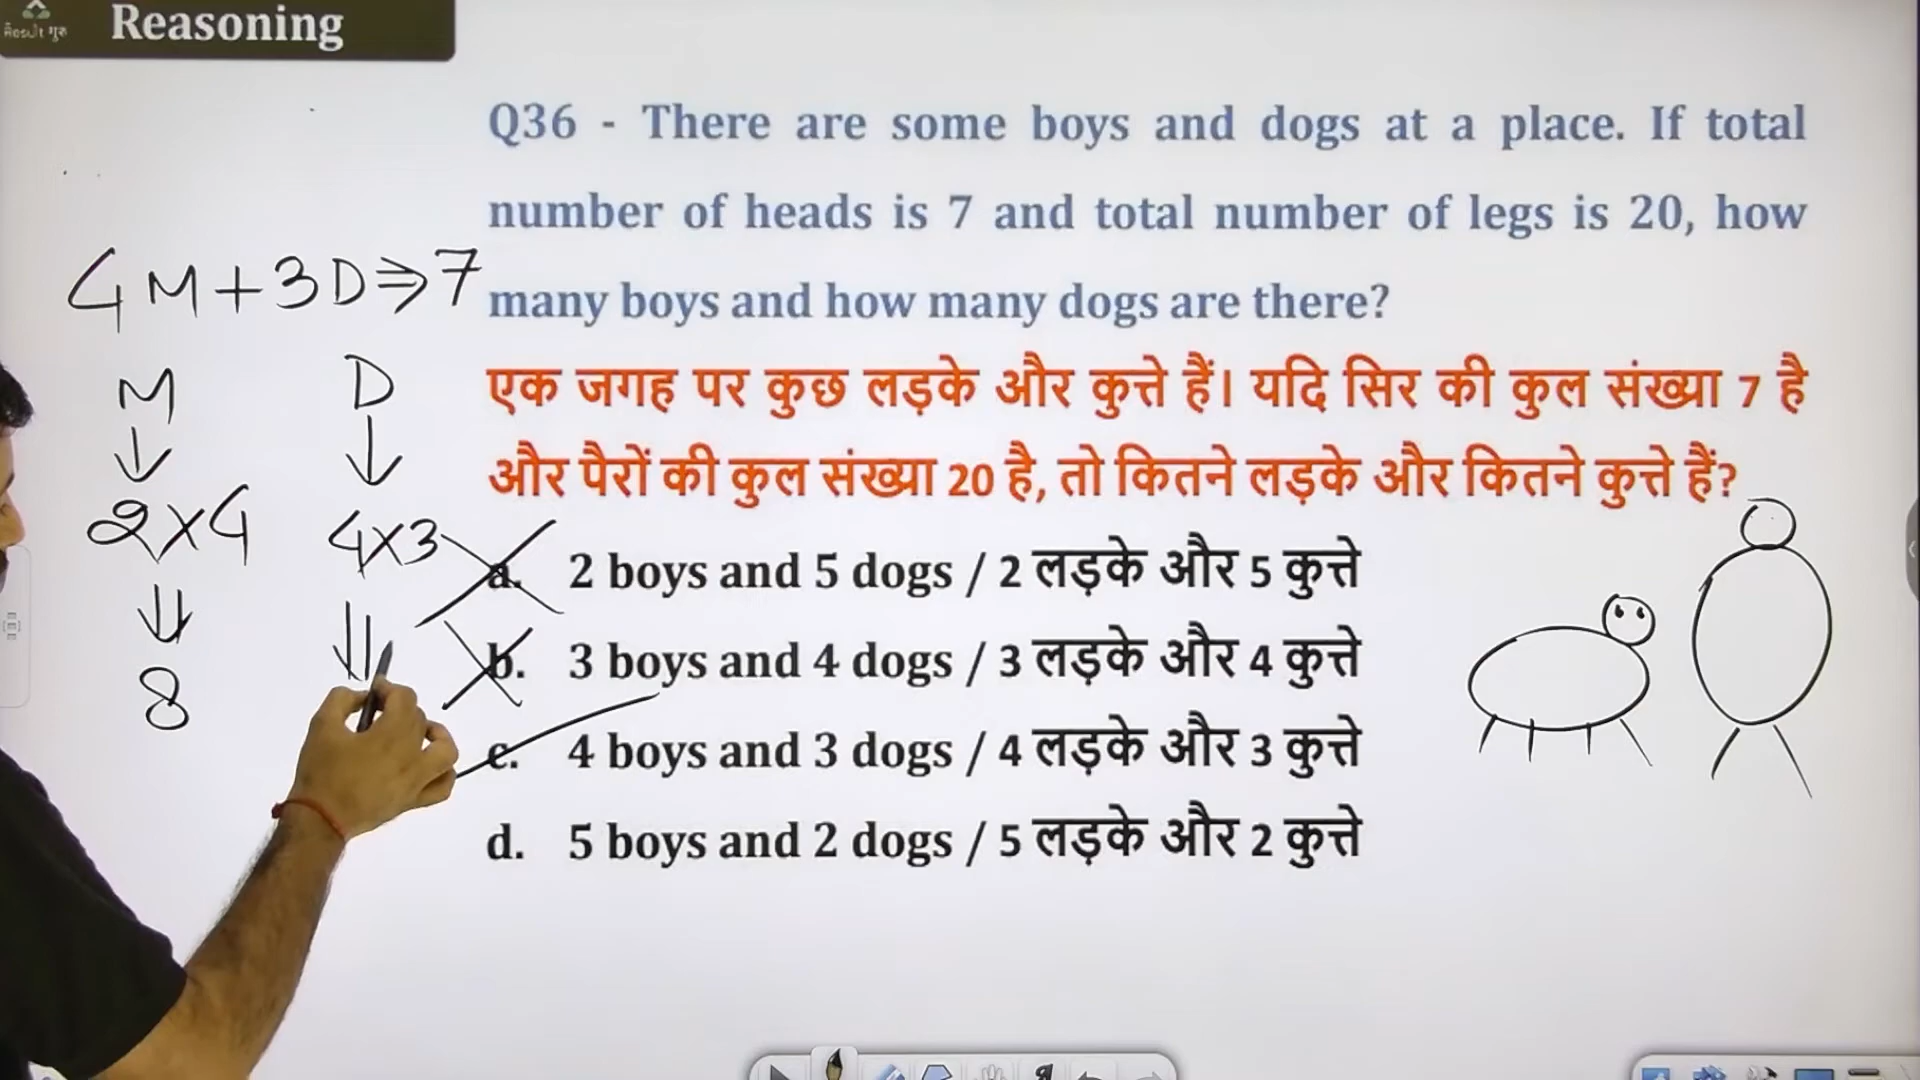 Result गुरु
Reasoning
Q36 - There are some boys and dogs at a place. If total
number of heads is 7 and total number of legs is 20, how
many boys and how many dogs are there?
एक जगह पर कुछ लड़के और कुत्ते हैं। यदि सिर की कुल संख्या 7 है
और पैरों की कुल संख्या 20 है, तो कितने लड़के और कितने कुत्ते हैं?
a. 2 boys and 5 dogs / 2 लड़के और 5 कुत्ते
b. 3 boys and 4 dogs / 3 लड़के और 4 कुत्ते
c. 4 boys and 3 dogs / 4 लड़के और 3 कुत्ते
d. 5 boys and 2 dogs / 5 लड़के और 2 कुत्ते
4M+3D⇒7
M D
2×4 4×3
8